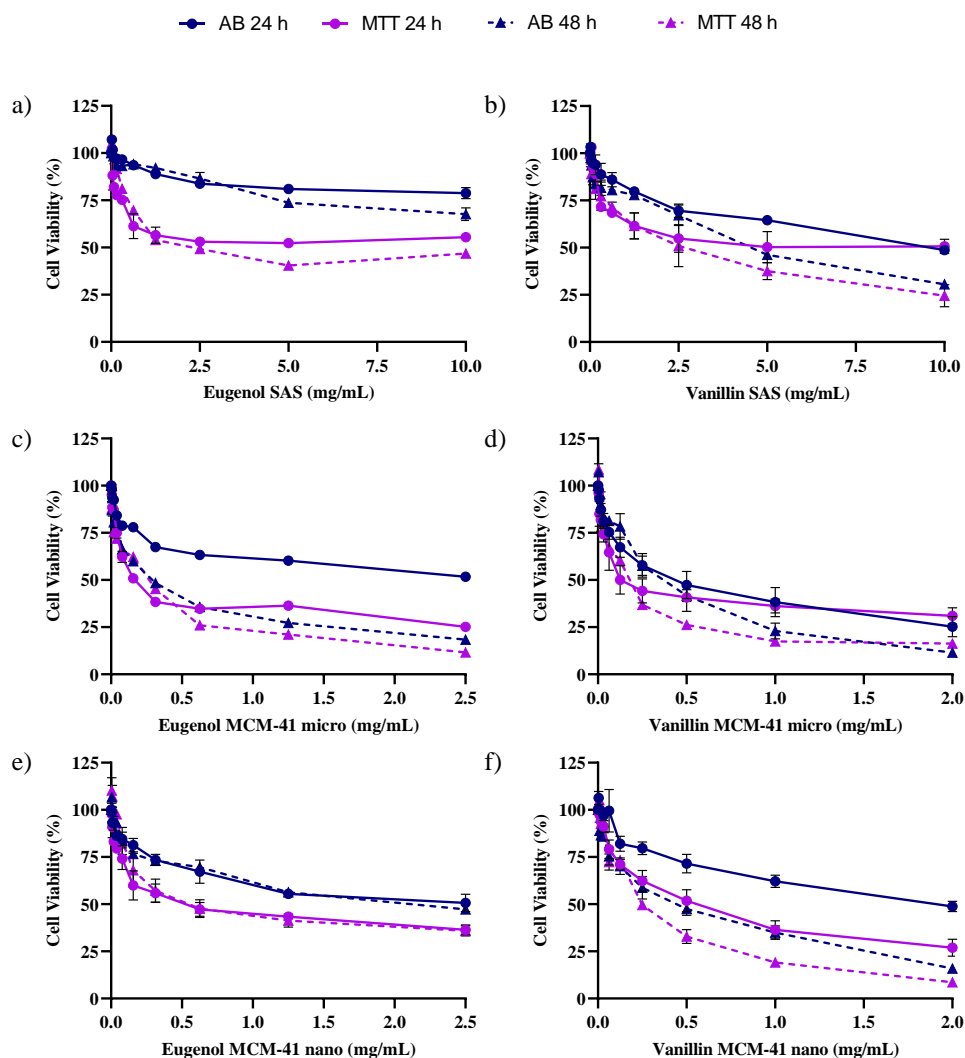 AB 24 h MTT 24 h AB 48 h MTT 48 h
a)
125
100
75
50
25
0
Cell Viability (%)
0.0 2.5 5.0 7.5 10.0
Eugenol SAS (mg/mL)
b)
125
100
75
50
25
0
Cell Viability (%)
0.0 2.5 5.0 7.5 10.0
Vanillin SAS (mg/mL)
c)
125
100
75
50
25
0
Cell Viability (%)
0.0 0.5 1.0 1.5 2.0 2.5
Eugenol MCM-41 micro (mg/mL)
d)
125
100
75
50
25
0
Cell Viability (%)
0.0 0.5 1.0 1.5 2.0
Vanillin MCM-41 micro (mg/mL)
e)
125
100
75
50
25
0
Cell Viability (%)
0.0 0.5 1.0 1.5 2.0 2.5
Eugenol MCM-41 nano (mg/mL)
f)
125
100
75
50
25
0
Cell Viability (%)
0.0 0.5 1.0 1.5 2.0
Vanillin MCM-41 nano (mg/mL)